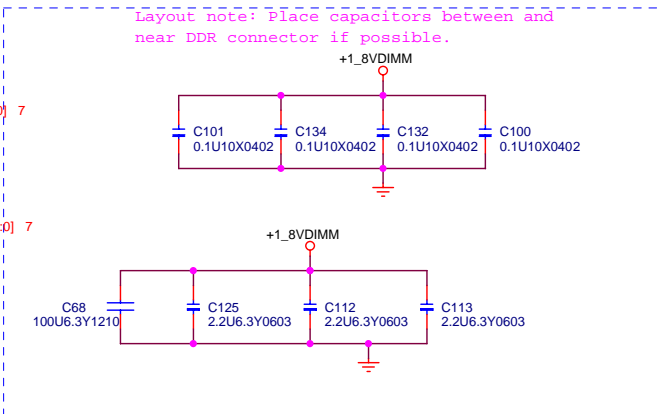 Layout note: Place capacitors between and
near DDR connector if possible.
+1_8VDIMM
0] 7
C101
0.1U10X0402
C134
0.1U10X0402
C132
0.1U10X0402
C100
0.1U10X0402
:0] 7
+1_8VDIMM
C68
100U6.3Y1210
C125
2.2U6.3Y0603
C112
2.2U6.3Y0603
C113
2.2U6.3Y0603